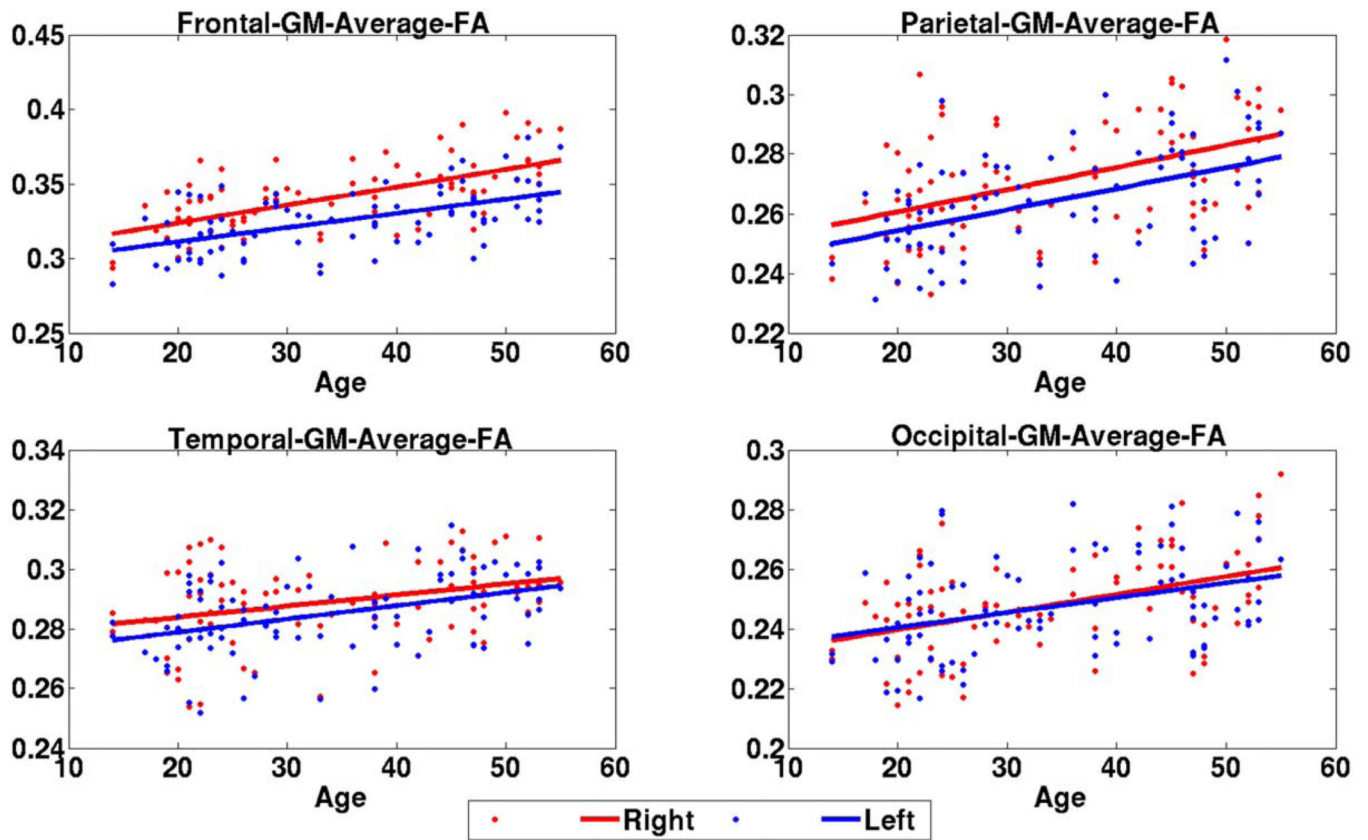 Frontal-GM-Average-FA
0.45
0.4
0.35
0.3
0.25
10 20 30 40 50 60
Age
Parietal-GM-Average-FA
0.32
0.3
0.28
0.26
0.24
0.22
10 20 30 40 50 60
Age
Temporal-GM-Average-FA
0.34
0.32
0.3
0.28
0.26
0.24
10 20 30 40 50 60
Age
Occipital-GM-Average-FA
0.3
0.28
0.26
0.24
0.22
0.2
10 20 30 40 50 60
Age
Right Left